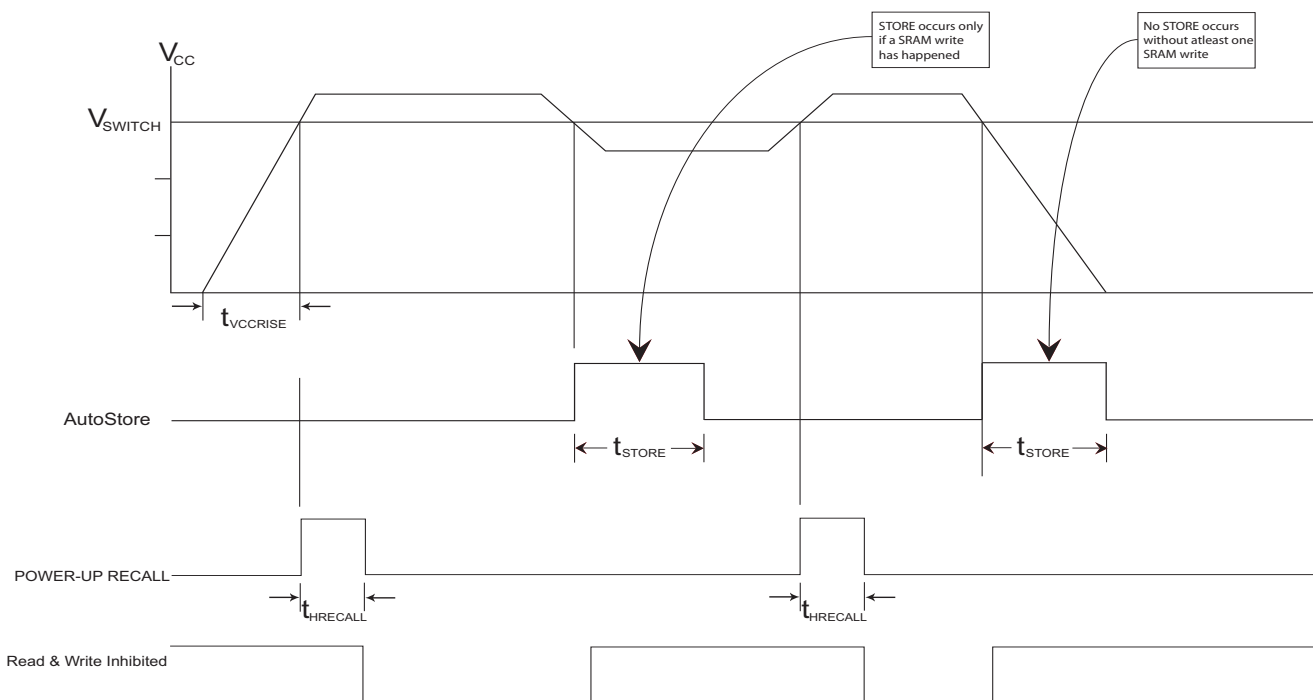 STORE occurs only
if a SRAM write
has happened
No STORE occurs
without atleast one
SRAM write
VCC
VSWITCH
tVCCRISE
AutoStore
tSTORE
tSTORE
POWER-UP RECALL
tHRECALL
tHRECALL
Read & Write Inhibited